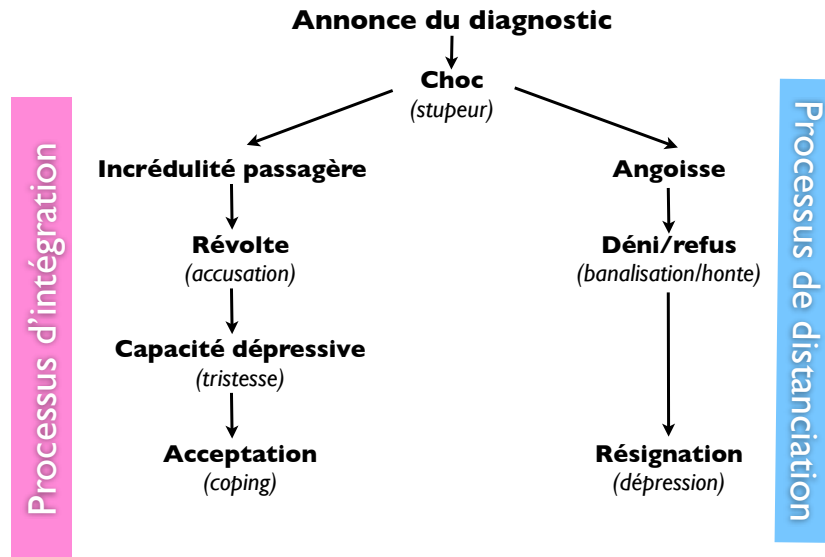 Annonce du diagnostic
Choc
(stupeur)
Processus d'intégration
Incrédulité passagère
Révolte
(accusation)
Capacité dépressive
(tristesse)
Acceptation
(coping)
Angoisse
Déni/refus
(banalisation/honte)
Résignation
(dépression)
Processus de distanciation